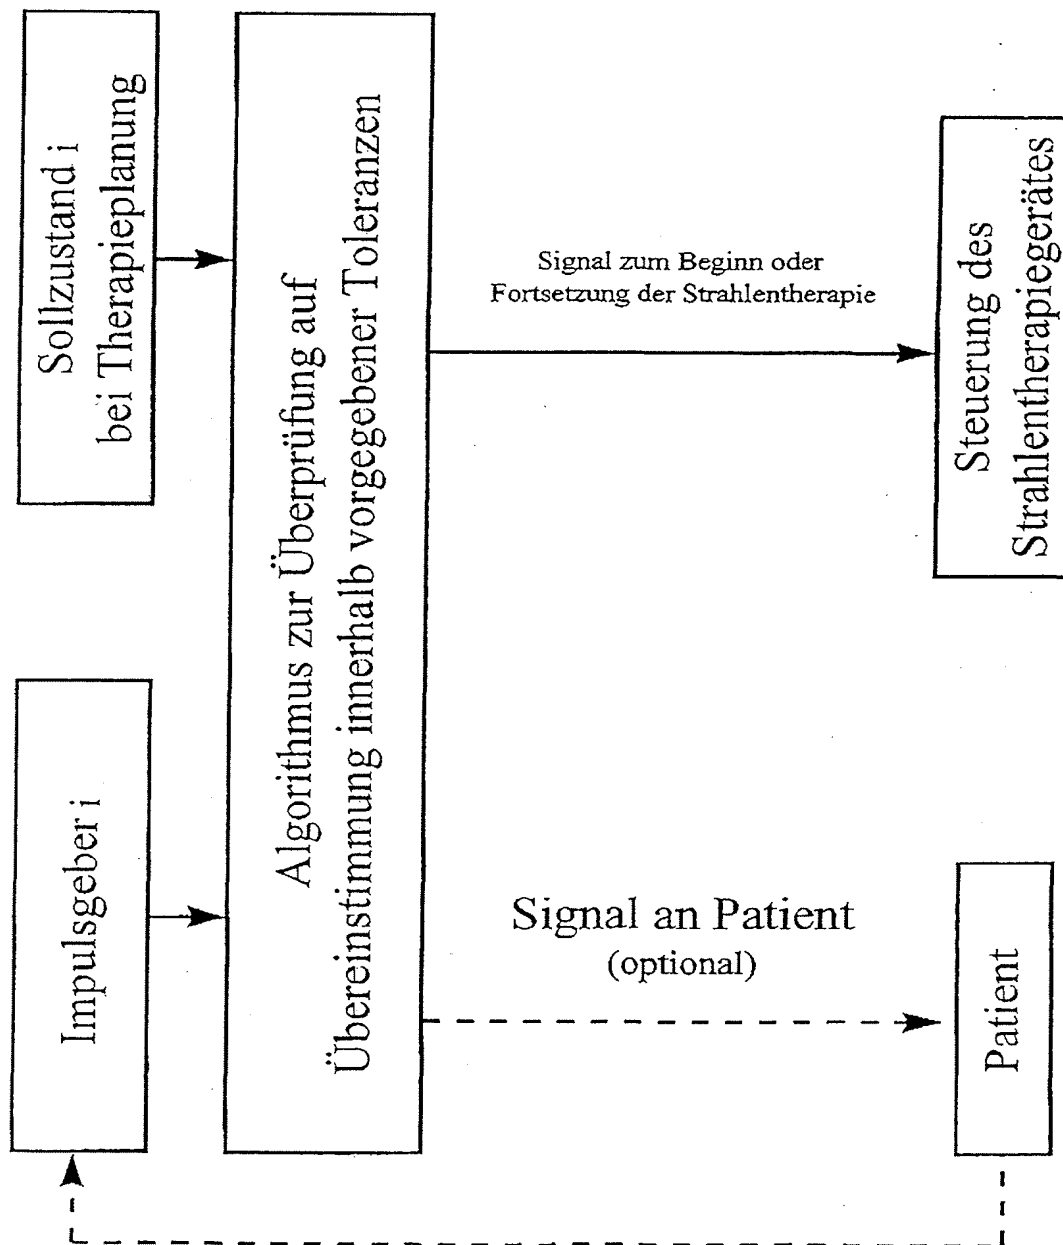 Sollzustand i
bei Therapieplanung
Impulsgeber i
Algorithmus zur Überprüfung auf
Übereinstimmung innerhalb vorgegebener Toleranzen
Signal zum Beginn oder
Fortsetzung der Strahlentherapie
Signal an Patient
(optional)
Steuerung des
Strahlentherapiegerätes
Patient